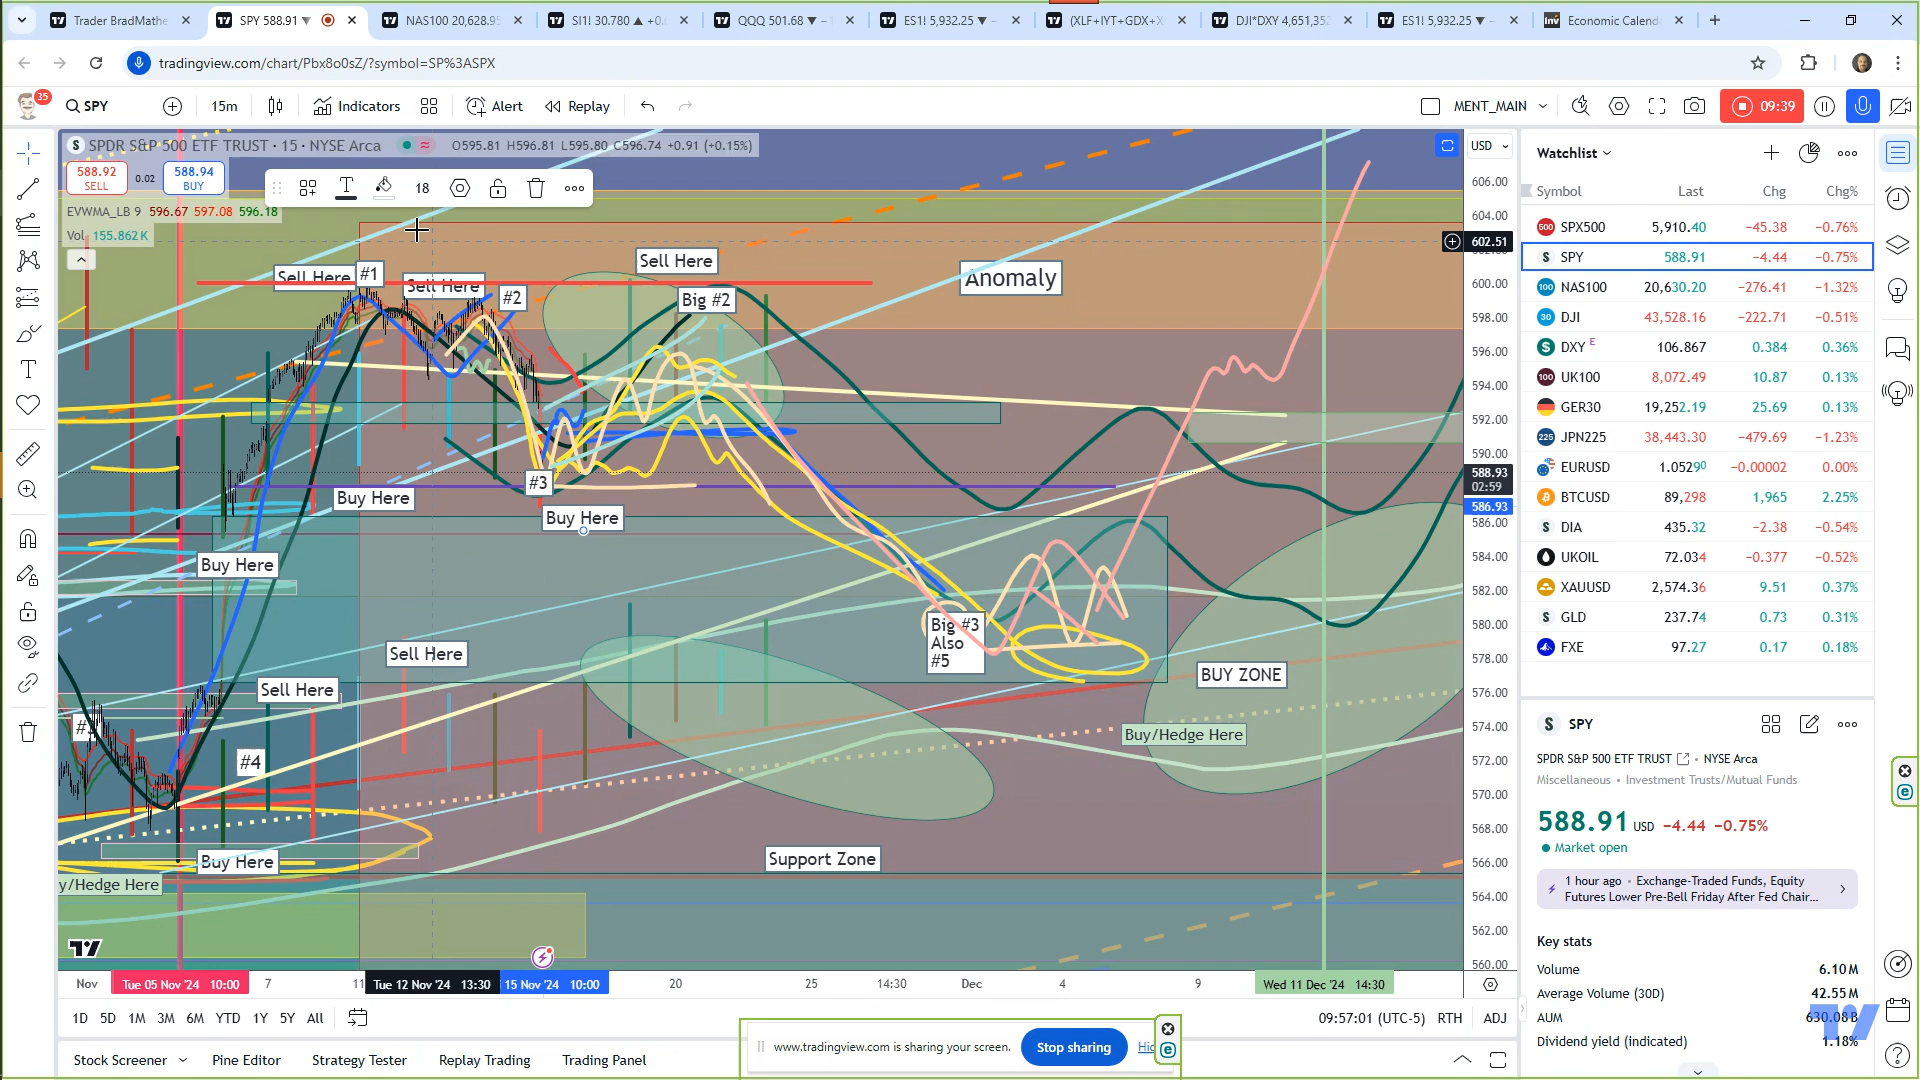 Trader BradMathe
SPY 588.91
NAS100 20,628.95
SI1! 30.780 ▲ +0.
QQQ 501.68 ▼ −
ES1! 5,932.25 ▼ −
(XLF+IYT+GDX+X
DJI*DXY 4,651,352
ES1! 5,932.25 ▼ −
Economic Calend
tradingview.com/chart/Pbx8o0sZ/?symbol=SP%3ASPX
35
SPY
15m
Indicators
Alert
Replay
MENT_MAIN
09:39
SPDR S&P 500 ETF TRUST · 15 · NYSE Arca
O595.81 H596.81 L595.80 C596.74 +0.91 (+0.15%)
USD
588.92
SELL
0.02
588.94
BUY
18
EVWMA_LB 9 596.67 597.08 596.18
Vol 155.862 K
Sell Here
#1
Sell Here
#2
Sell Here
Big #2
Anomaly
#3
Buy Here
Buy Here
Buy Here
Sell Here
Sell Here
#4
Buy Here
Big #3
Also
#5
BUY ZONE
Buy/Hedge Here
Support Zone
y/Hedge Here
606.00
604.00
602.51
600.00
598.00
596.00
594.00
592.00
590.00
588.93
02:59
586.93
586.00
584.00
582.00
580.00
578.00
576.00
574.00
572.00
570.00
568.00
566.00
564.00
562.00
560.00
Nov
Tue 05 Nov '24 10:00
7
11
Tue 12 Nov '24 13:30
15 Nov '24 10:00
20
25
14:30
Dec
4
9
Wed 11 Dec '24 14:30
1D 5D 1M 3M 6M YTD 1Y 5Y All
09:57:01 (UTC-5) RTH ADJ
Stock Screener
Pine Editor
Strategy Tester
Replay Trading
Trading Panel
www.tradingview.com is sharing your screen.
Stop sharing
Watchlist
Symbol Last Chg Chg%
SPX500 5,910.40 −45.38 −0.76%
SPY 588.91 −4.44 −0.75%
NAS100 20,630.20 −276.41 −1.32%
DJI 43,528.16 −222.71 −0.51%
DXY E 106.867 0.384 0.36%
UK100 8,072.49 10.87 0.13%
GER30 19,252.19 25.69 0.13%
JPN225 38,443.30 −479.69 −1.23%
EURUSD 1.05290 −0.00002 0.00%
BTCUSD 89,298 1,965 2.25%
DIA 435.32 −2.38 −0.54%
UKOIL 72.034 −0.377 −0.52%
XAUUSD 2,574.36 9.51 0.37%
GLD 237.74 0.73 0.31%
FXE 97.27 0.17 0.18%
SPY
SPDR S&P 500 ETF TRUST • NYSE Arca
Miscellaneous • Investment Trusts/Mutual Funds
588.91 USD −4.44 −0.75%
Market open
1 hour ago • Exchange-Traded Funds, Equity
Futures Lower Pre-Bell Friday After Fed Chair...
Key stats
Volume 6.10 M
Average Volume (30D) 42.55 M
AUM 630.08 B
Dividend yield (indicated) 1.18%